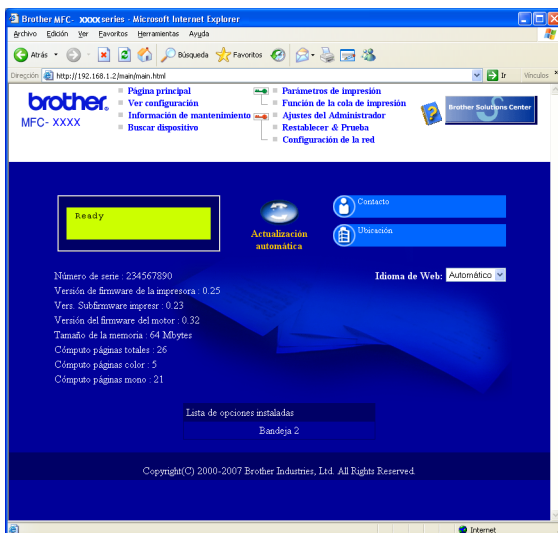 Brother MFC- XXXX series - Microsoft Internet Explorer
Archivo Edición Ver Favoritos Herramientas Ayuda
Atrás Búsqueda Favoritos
Dirección http://192.168.1.2/main/main.html Ir Vínculos
brother
MFC- XXXX
Página principal
Ver configuración
Información de mantenimiento
Buscar dispositivo
Parámetros de impresión
Función de la cola de impresión
Ajustes del Administrador
Restablecer & Prueba
Configuración de la red
Brother Solutions Center
Ready
Actualización
automática
Contacto
Ubicación
Número de serie : 234567890
Idioma de Web: Automático
Versión de firmware de la impresora : 0.25
Vers. Subfirmware impresr : 0.23
Versión del firmware del motor : 0.32
Tamaño de la memoria : 64 Mbytes
Cómputo páginas totales : 26
Cómputo páginas color : 5
Cómputo páginas mono : 21
Lista de opciones instaladas
Bandeja 2
Copyright(C) 2000-2007 Brother Industries, Ltd. All Rights Reserved.
Internet